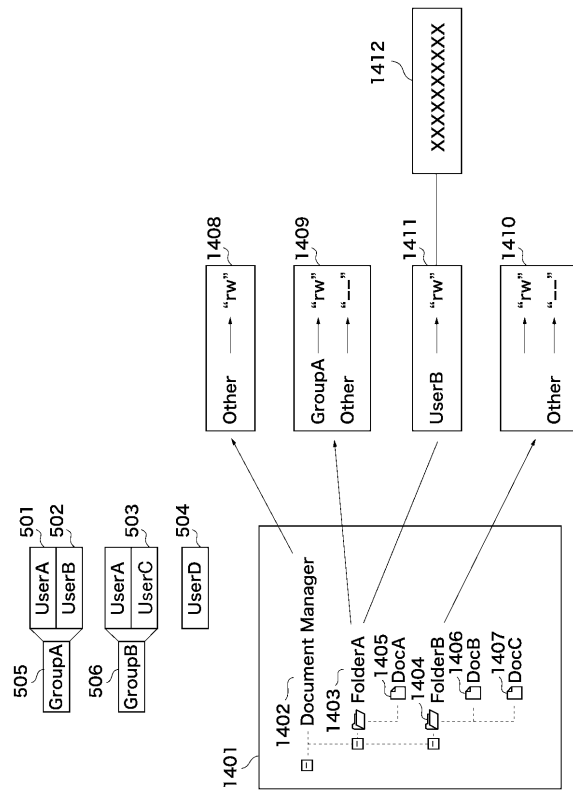 501
UserA
505
502
GroupA
UserB
UserA
503
506
GroupB
UserC
504
UserD
1401
1402
Document Manager
1403
FolderA
1405
DocA
1404
FolderB
1406
DocB
1407
DocC
1408
Other → “rw”
1409
GroupA → “rw”
Other → “--”
1411
UserB → “rw”
1410
→ “rw”
Other → “--”
1412
XXXXXXXXXX